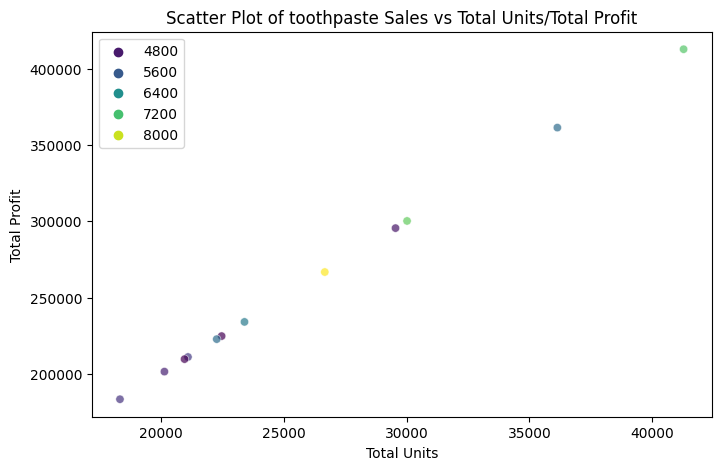 Scatter Plot of toothpaste Sales vs Total Units/Total Profit
4800
5600
6400
7200
8000
Total Profit
400000
350000
300000
250000
200000
20000 25000 30000 35000 40000
Total Units